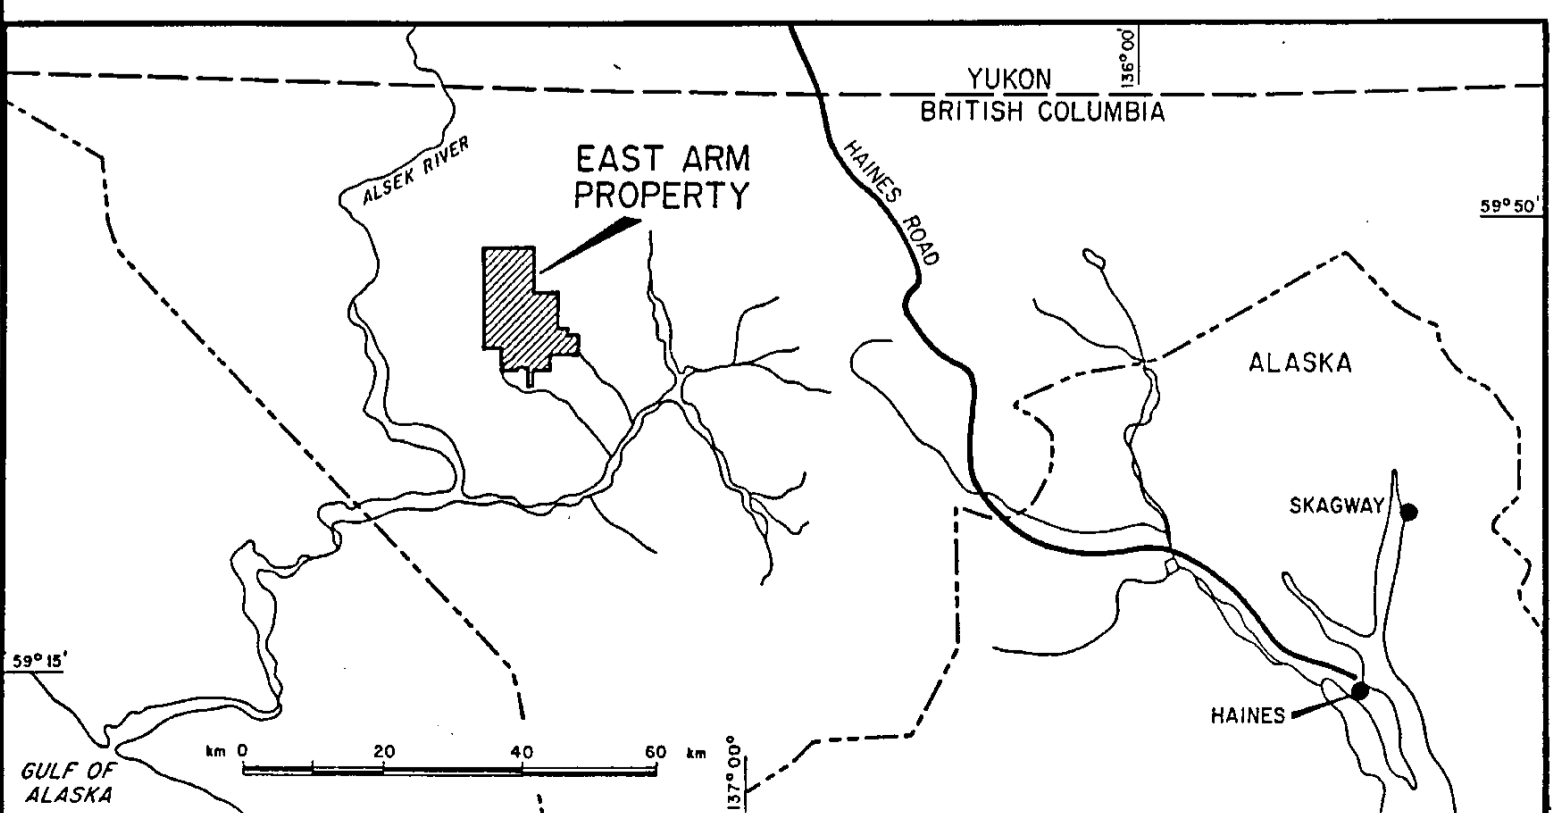 136°00'
YUKON
BRITISH COLUMBIA
ALSEK RIVER
EAST ARM
PROPERTY
HAINES ROAD
59°50'
ALASKA
SKAGWAY
59°15'
HAINES
km 0 20 40 60 km
137°00°
GULF OF
ALASKA